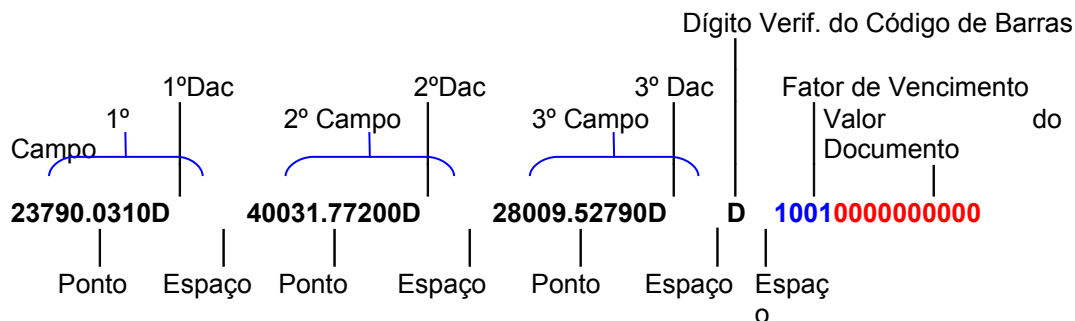 Dígito Verif. do Código de Barras
1ºDac 2ºDac 3º Dac Fator de Vencimento
1º 2º Campo 3º Campo Valor do
Campo Documento
23790.0310D 40031.77200D 28009.52790D D 10010000000000
Ponto Espaço Ponto Espaço Ponto Espaço Espaç
o